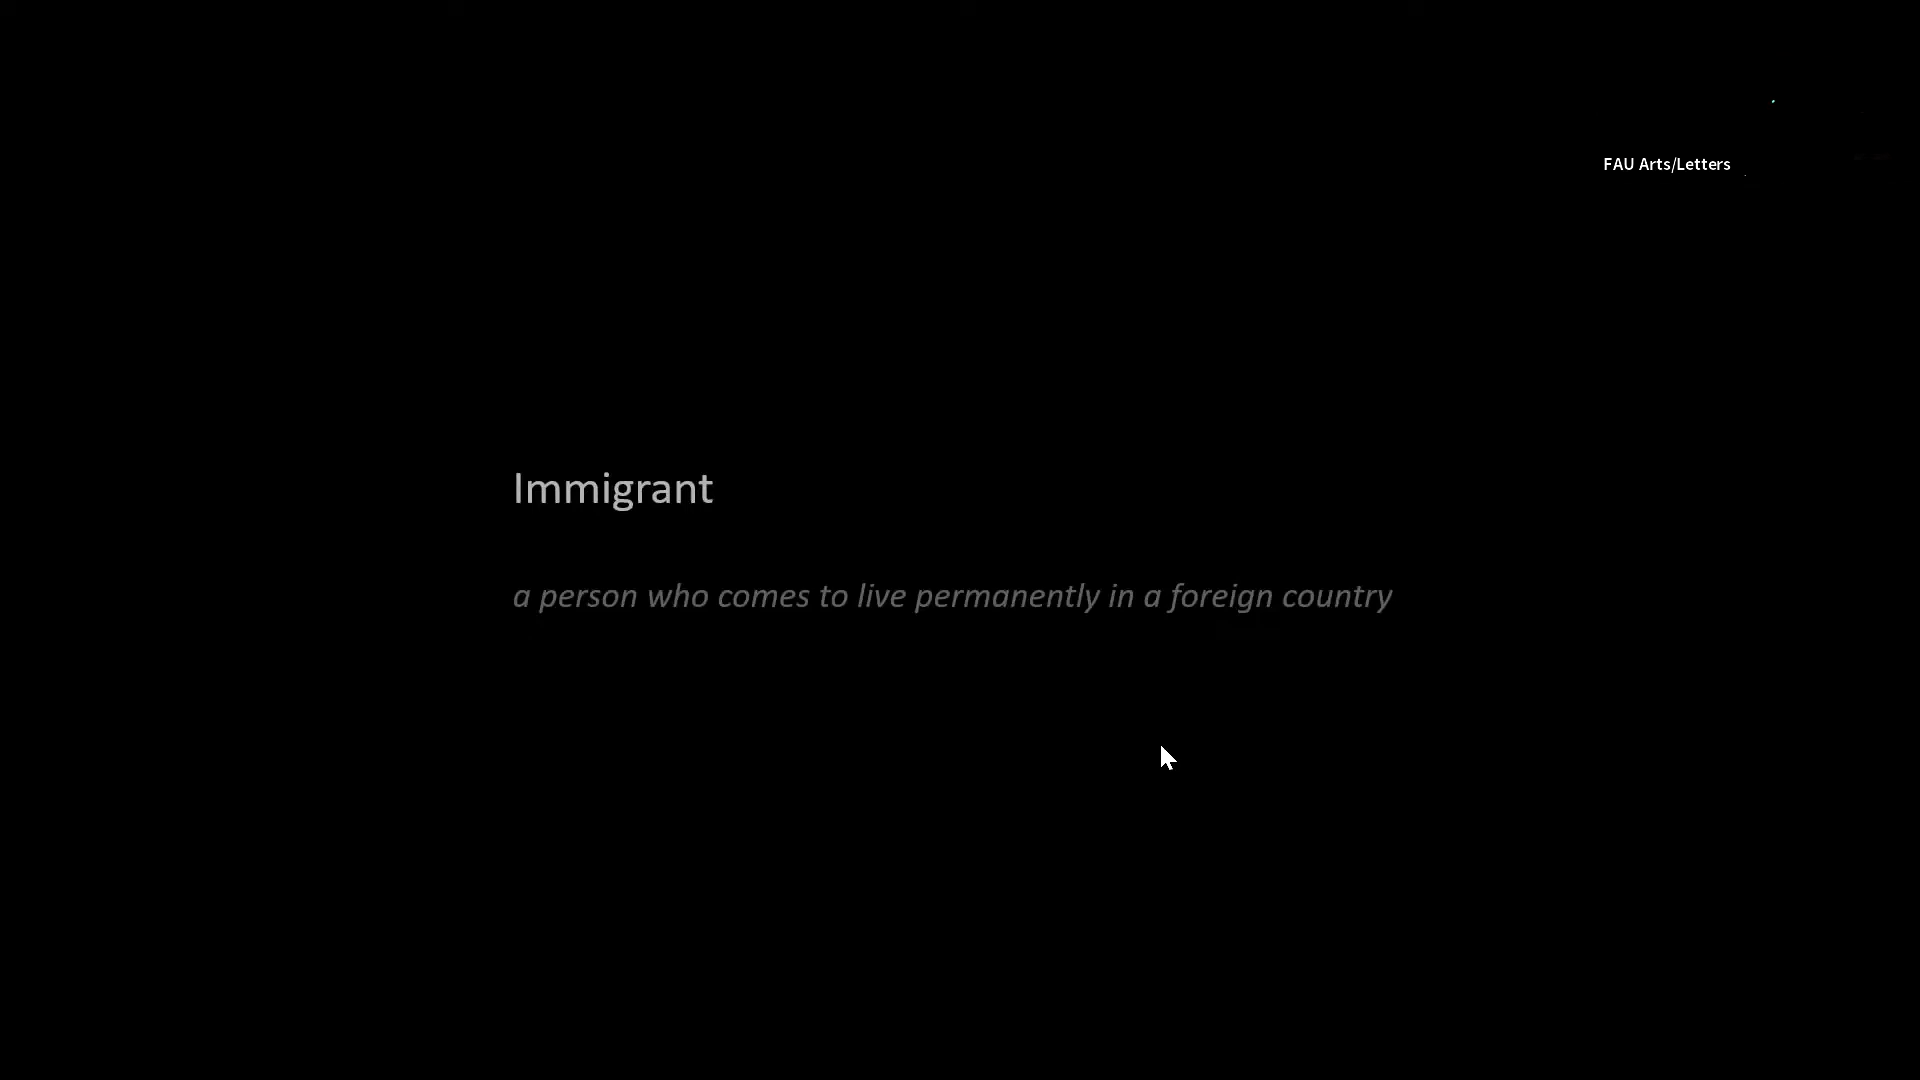 FAU Arts/Letters
Immigrant
a person who comes to live permanently in a foreign country